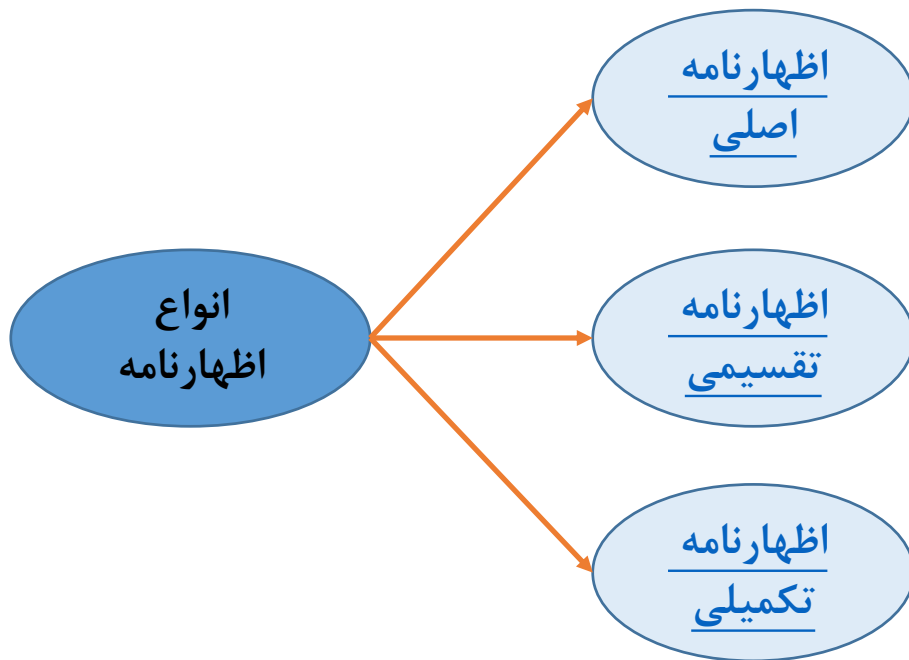 انواع
اظهارنامه
اظهارنامه
اصلی
اظهارنامه
تقسیمی
اظهارنامه
تکمیلی